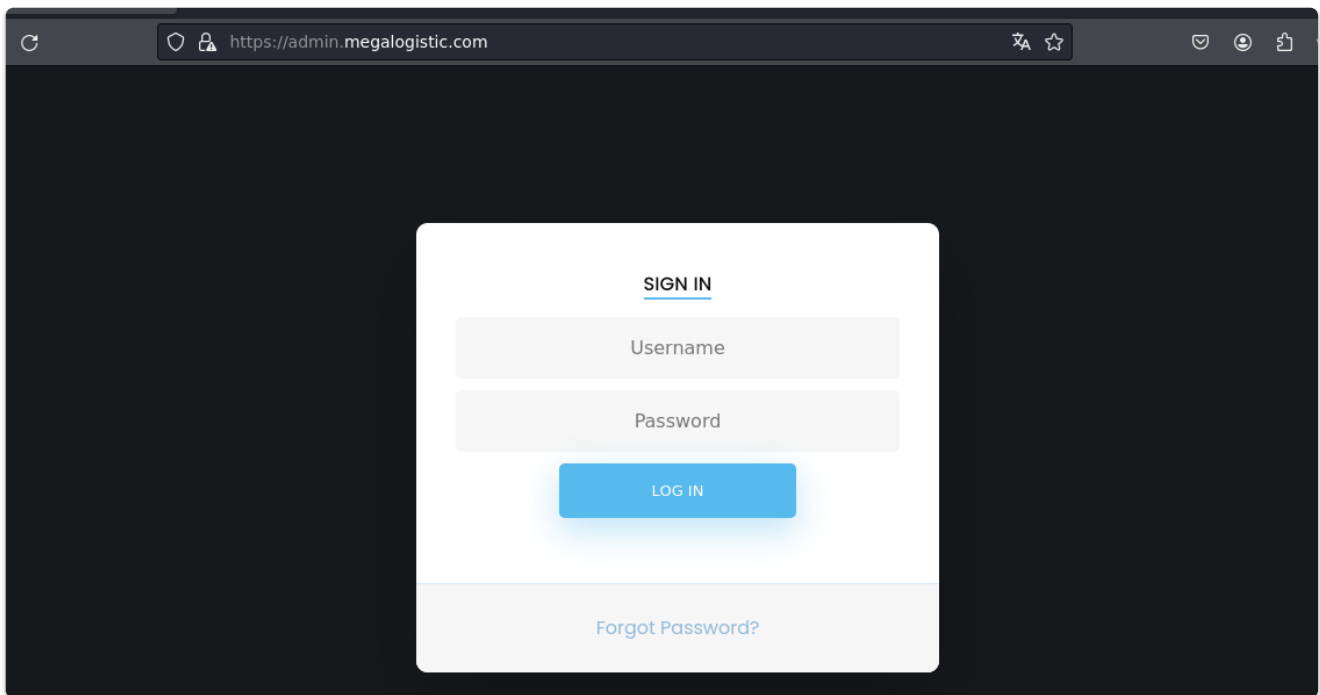 https://admin.megalogistic.com
SIGN IN
Username
Password
LOG IN
Forgot Password?